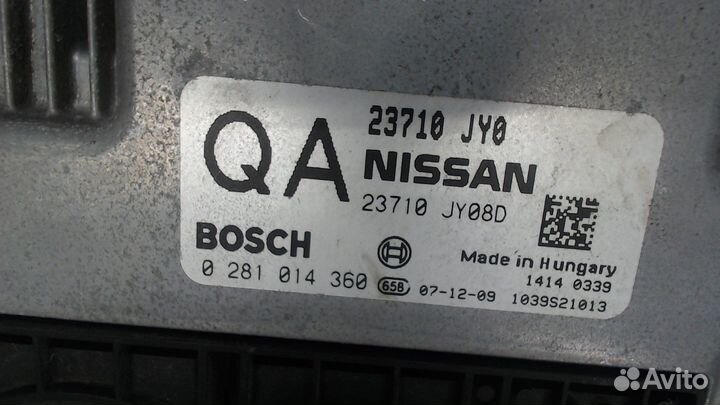 23710 JY0
QA NISSAN
23710 JY08D
BOSCH
Made in Hungary
0 281 014 360 658 07-12-09
1414 0339
1039S21013
Avito